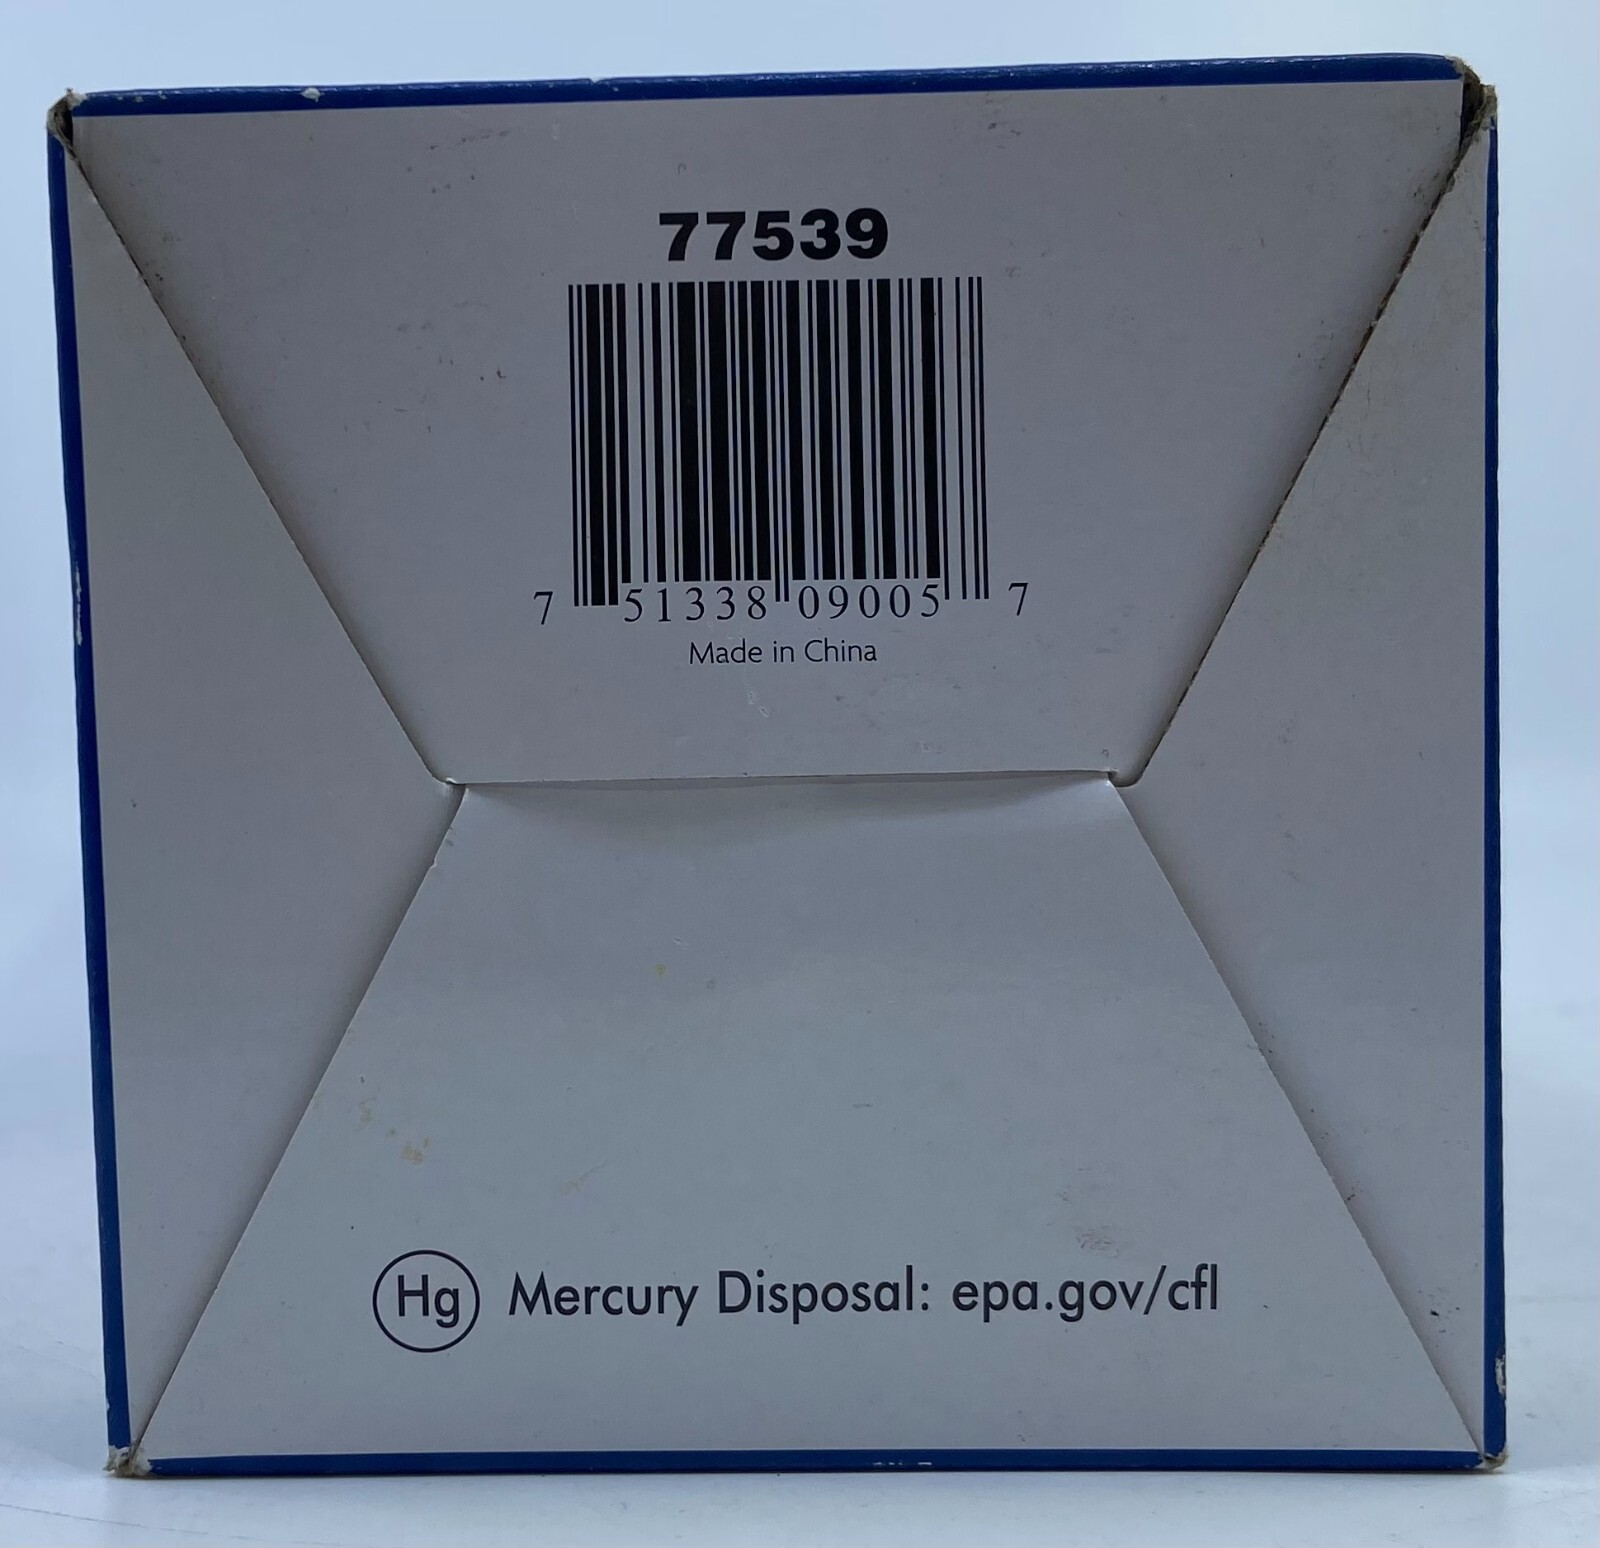 77539
7 51338 09005 7
Made in China
Hg Mercury Disposal: epa.gov/cfl